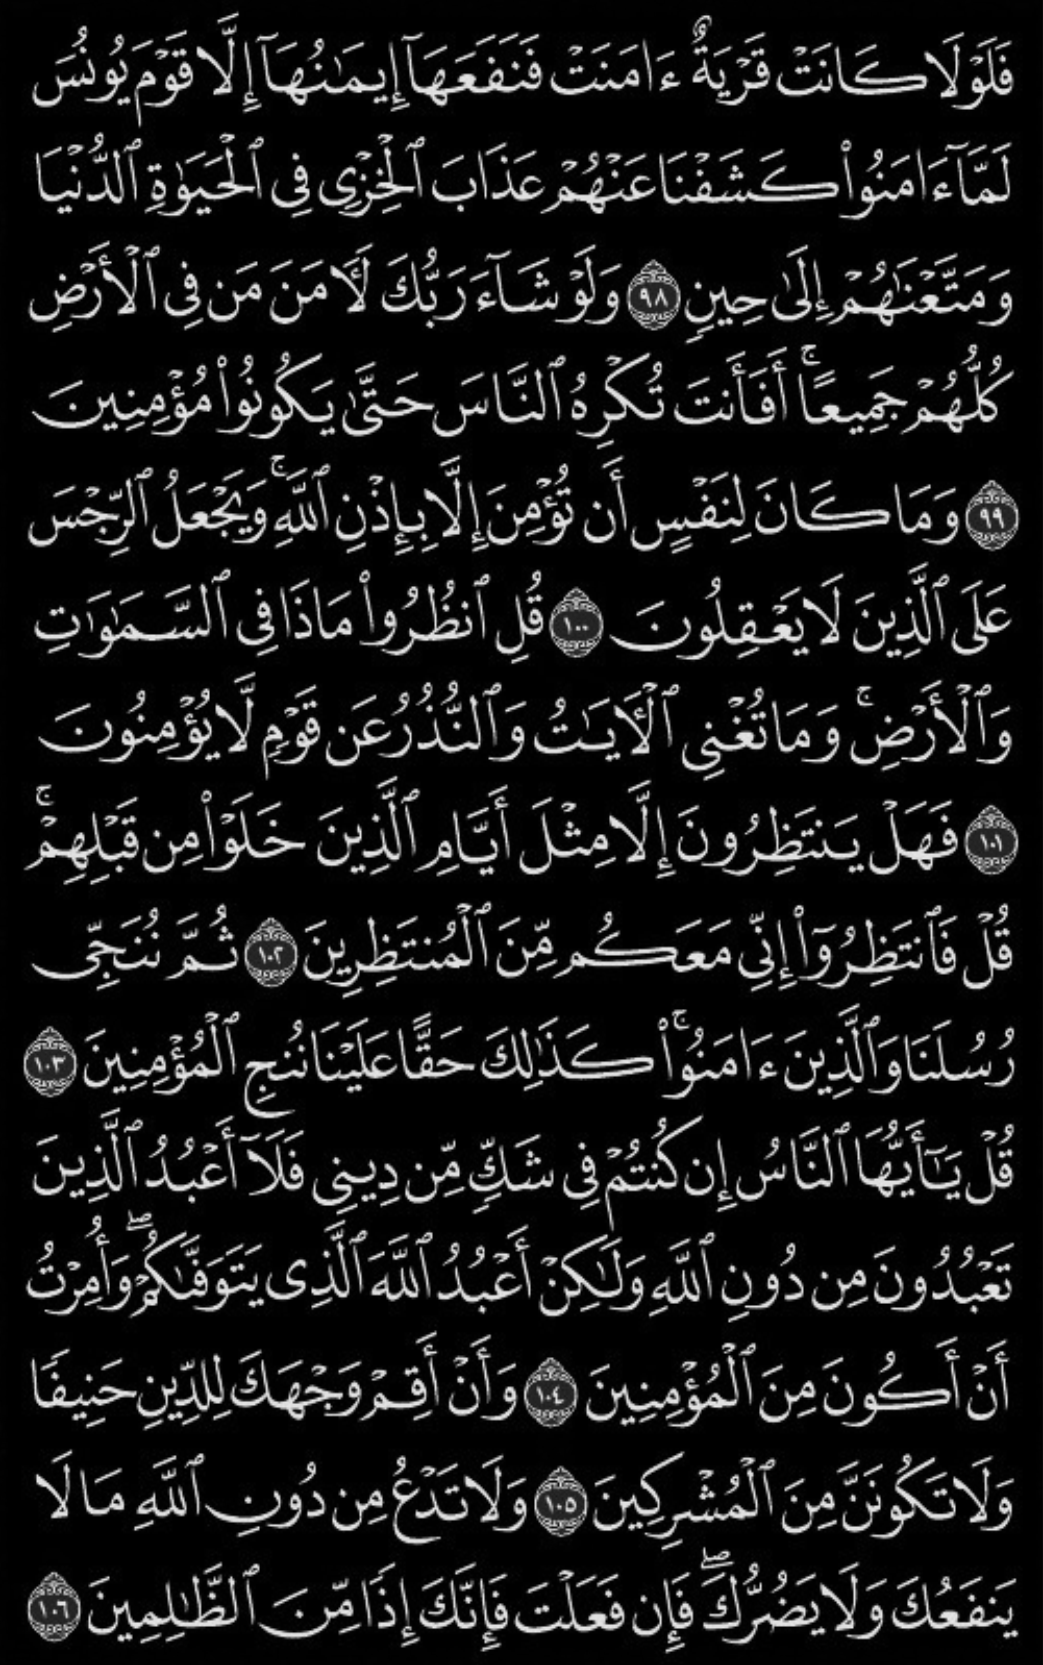 فَلَوْلَا كَانَتْ قَرْيَةٌ ءَامَنَتْ فَنَفَعَهَآ إِيمَٰنُهَآ إِلَّا قَوْمَ يُونُسَ
لَمَّآ ءَامَنُوا۟ كَشَفْنَا عَنْهُمْ عَذَابَ ٱلْخِزْىِ فِى ٱلْحَيَوٰةِ ٱلدُّنْيَا
وَمَتَّعْنَٰهُمْ إِلَىٰ حِينٍ ٩٨ وَلَوْ شَآءَ رَبُّكَ لَـَٔامَنَ مَن فِى ٱلْأَرْضِ
كُلُّهُمْ جَمِيعًا ۚ أَفَأَنتَ تُكْرِهُ ٱلنَّاسَ حَتَّىٰ يَكُونُوا۟ مُؤْمِنِينَ
٩٩ وَمَا كَانَ لِنَفْسٍ أَن تُؤْمِنَ إِلَّا بِإِذْنِ ٱللَّهِ ۚ وَيَجْعَلُ ٱلرِّجْسَ
عَلَى ٱلَّذِينَ لَا يَعْقِلُونَ ١٠٠ قُلِ ٱنظُرُوا۟ مَاذَا فِى ٱلسَّمَٰوَٰتِ
وَٱلْأَرْضِ ۚ وَمَا تُغْنِى ٱلْـَٔايَٰتُ وَٱلنُّذُرُ عَن قَوْمٍ لَّا يُؤْمِنُونَ
١٠١ فَهَلْ يَنتَظِرُونَ إِلَّا مِثْلَ أَيَّامِ ٱلَّذِينَ خَلَوْا۟ مِن قَبْلِهِمْ ۚ
قُلْ فَٱنتَظِرُوٓا۟ إِنِّى مَعَكُم مِّنَ ٱلْمُنتَظِرِينَ ١٠٢ ثُمَّ نُنَجِّى
رُسُلَنَا وَٱلَّذِينَ ءَامَنُوا۟ ۚ كَذَٰلِكَ حَقًّا عَلَيْنَا نُنجِ ٱلْمُؤْمِنِينَ ١٠٣
قُلْ يَٰٓأَيُّهَا ٱلنَّاسُ إِن كُنتُمْ فِى شَكٍّ مِّن دِينِى فَلَآ أَعْبُدُ ٱلَّذِينَ
تَعْبُدُونَ مِن دُونِ ٱللَّهِ وَلَٰكِنْ أَعْبُدُ ٱللَّهَ ٱلَّذِى يَتَوَفَّىٰكُمْ ۖ وَأُمِرْتُ
أَنْ أَكُونَ مِنَ ٱلْمُؤْمِنِينَ ١٠٤ وَأَنْ أَقِمْ وَجْهَكَ لِلدِّينِ حَنِيفًا
وَلَا تَكُونَنَّ مِنَ ٱلْمُشْرِكِينَ ١٠٥ وَلَا تَدْعُ مِن دُونِ ٱللَّهِ مَا لَا
يَنفَعُكَ وَلَا يَضُرُّكَ ۖ فَإِن فَعَلْتَ فَإِنَّكَ إِذًا مِّنَ ٱلظَّٰلِمِينَ ١٠٦